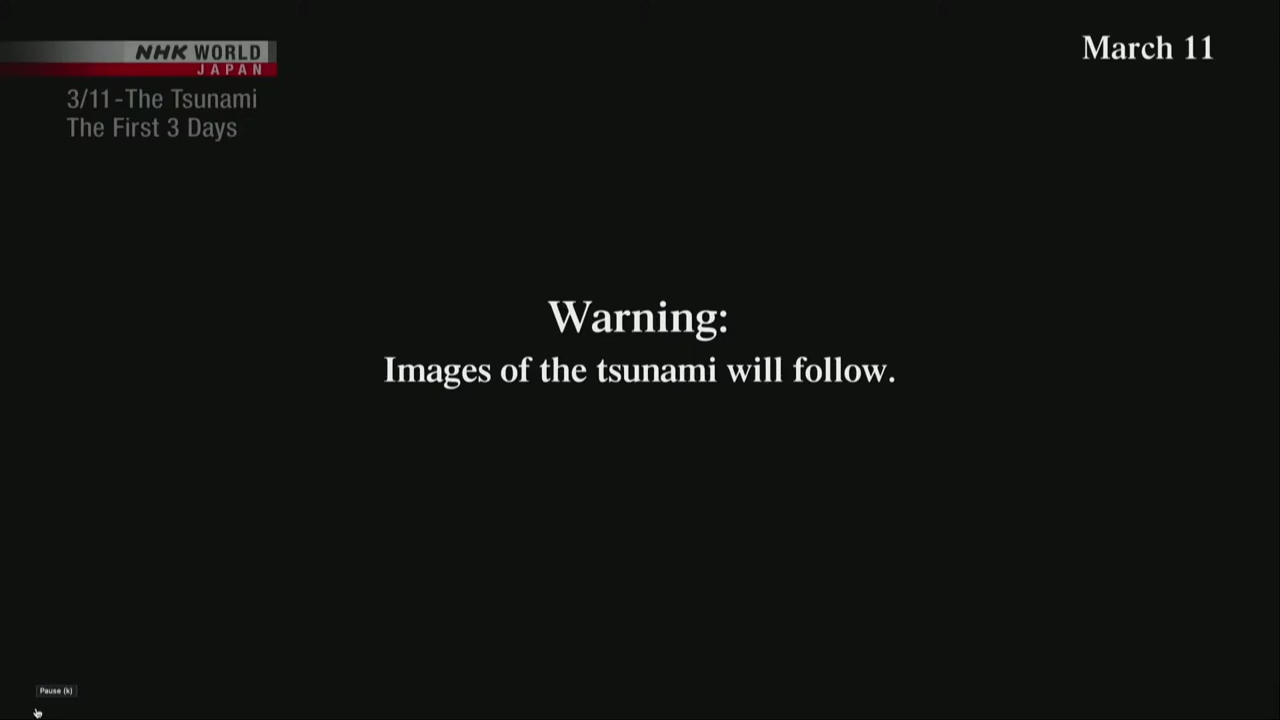 NHK WORLD
JAPAN
March 11
3/11-The Tsunami
The First 3 Days
Warning:
Images of the tsunami will follow.
Pause (k)